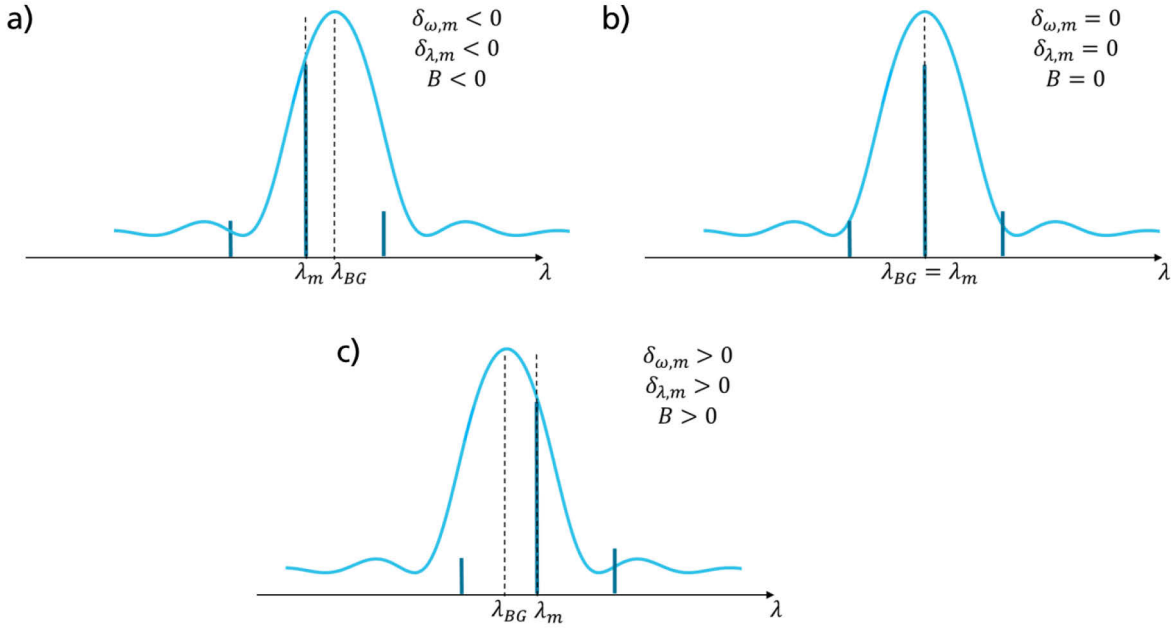 a)
δ_{ω,m} < 0
δ_{λ,m} < 0
B < 0
λ_m λ_{BG}
λ
b)
δ_{ω,m} = 0
δ_{λ,m} = 0
B = 0
λ_{BG} = λ_m
λ
c)
δ_{ω,m} > 0
δ_{λ,m} > 0
B > 0
λ_{BG} λ_m
λ